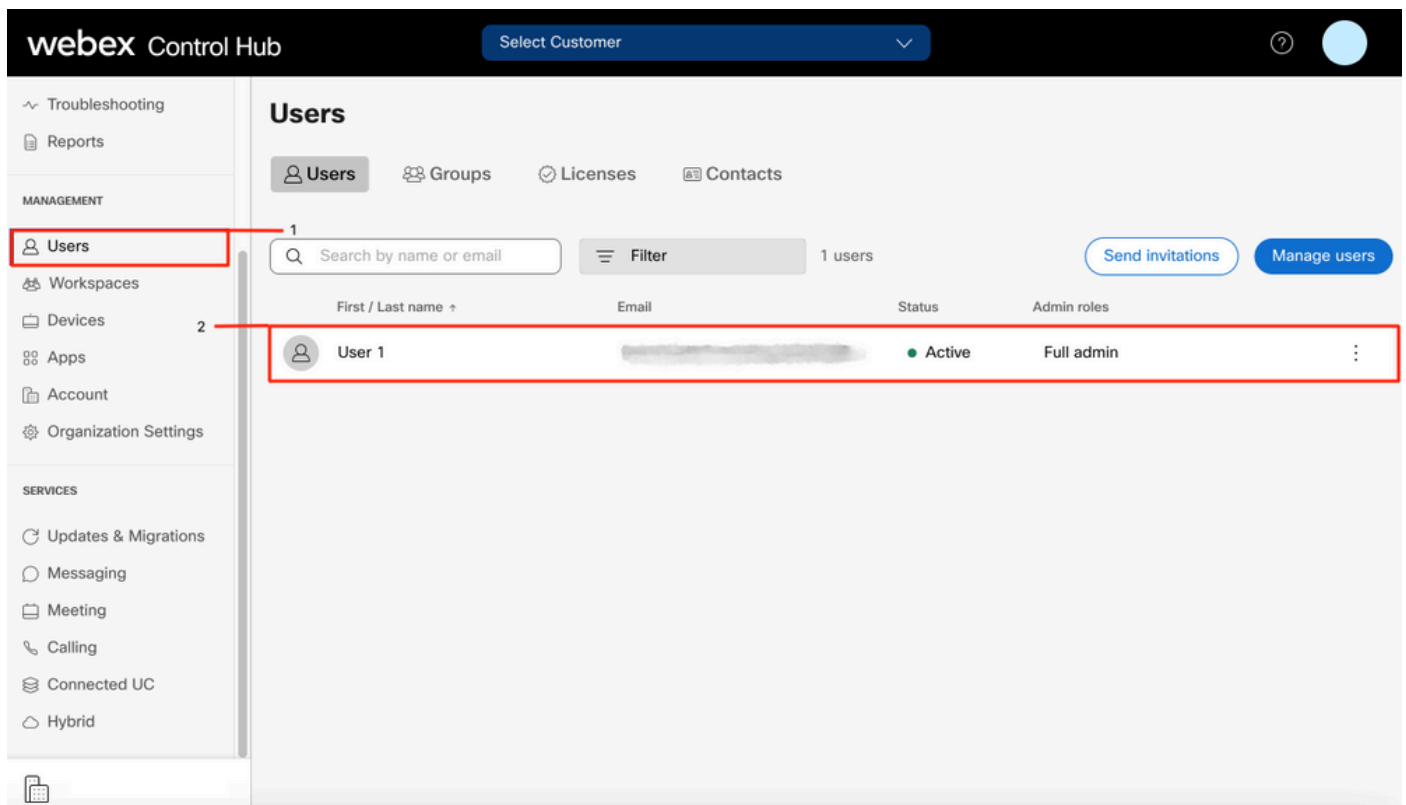 webex Control Hub
Select Customer
Troubleshooting
Reports
MANAGEMENT
Users
Workspaces
Devices
Apps
Account
Organization Settings
SERVICES
Updates & Migrations
Messaging
Meeting
Calling
Connected UC
Hybrid
1
2
Users
Users Groups Licenses Contacts
Search by name or email Filter 1 users Send invitations Manage users
First / Last name ↑ Email Status Admin roles
User 1 Active Full admin